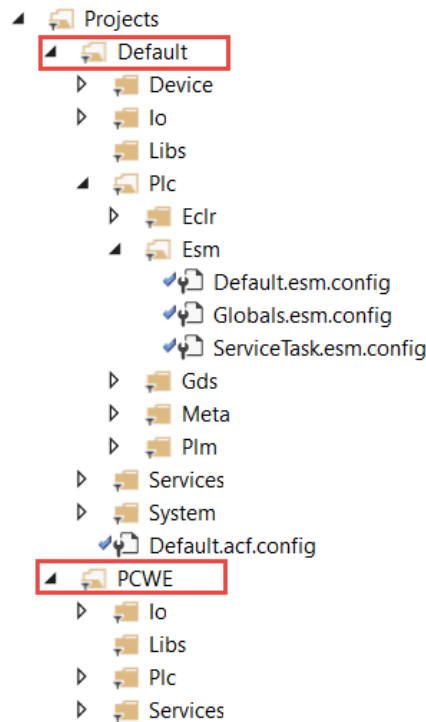 Projects
Default
Device
Io
Libs
Plc
Eclr
Esm
Default.esm.config
Globals.esm.config
ServiceTask.esm.config
Gds
Meta
Plm
Services
System
Default.acf.config
PCWE
Io
Libs
Plc
Services